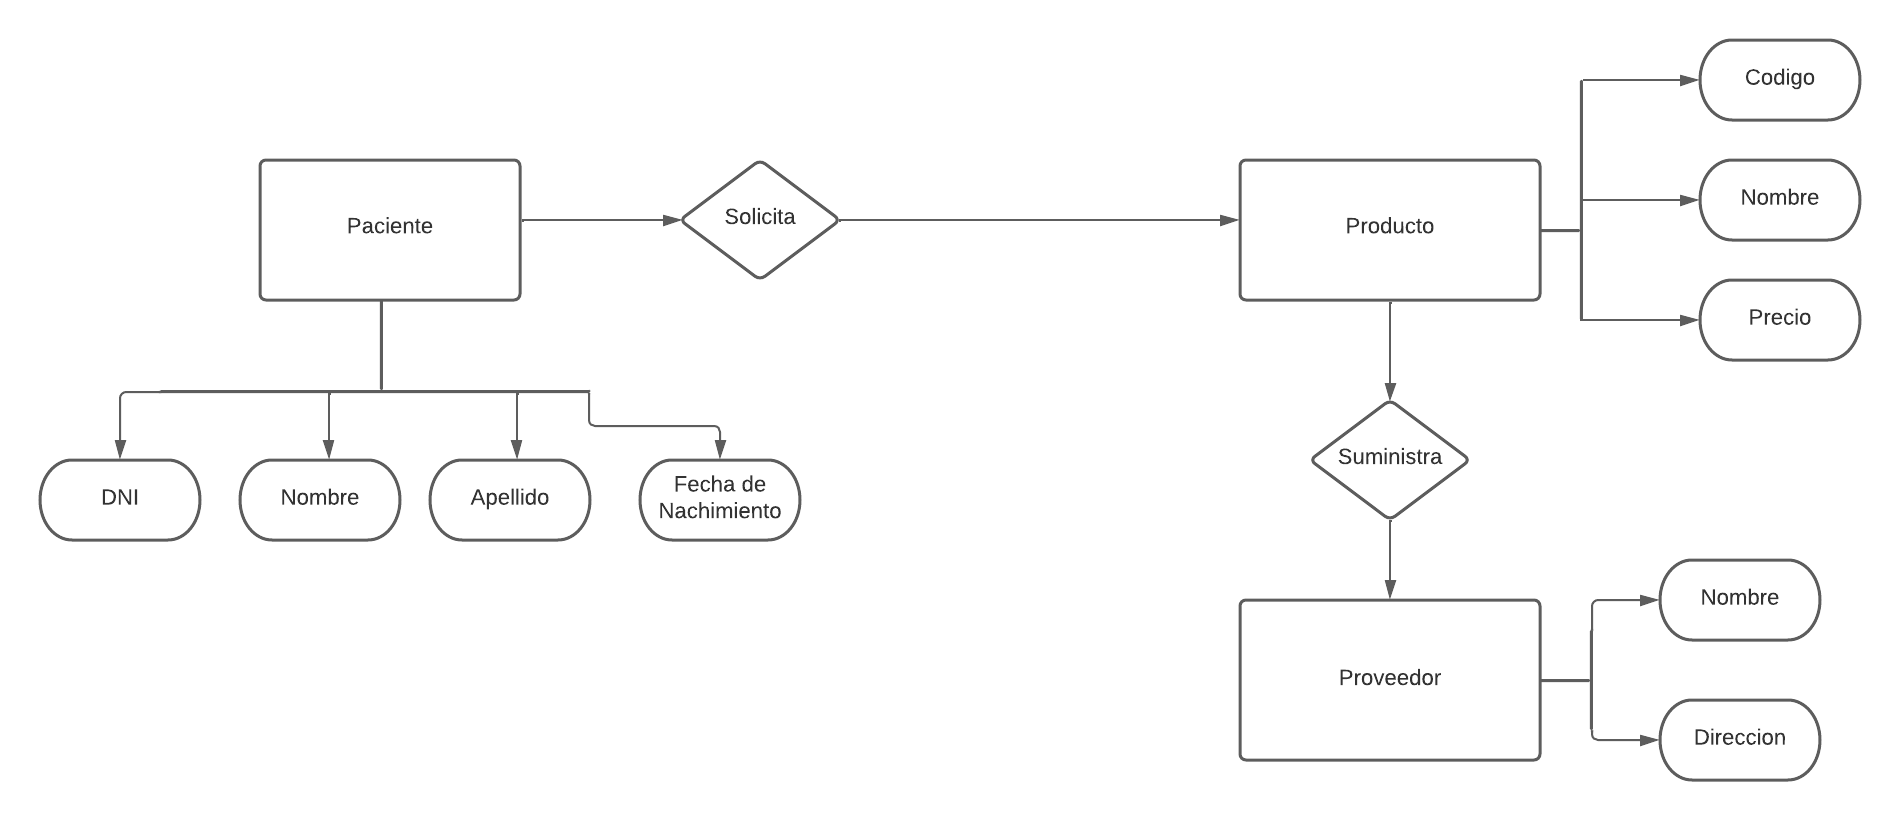 Codigo
Paciente
Solicita
Producto
Nombre
Precio
DNI
Nombre
Apellido
Fecha de
Nachimiento
Suministra
Proveedor
Nombre
Direccion